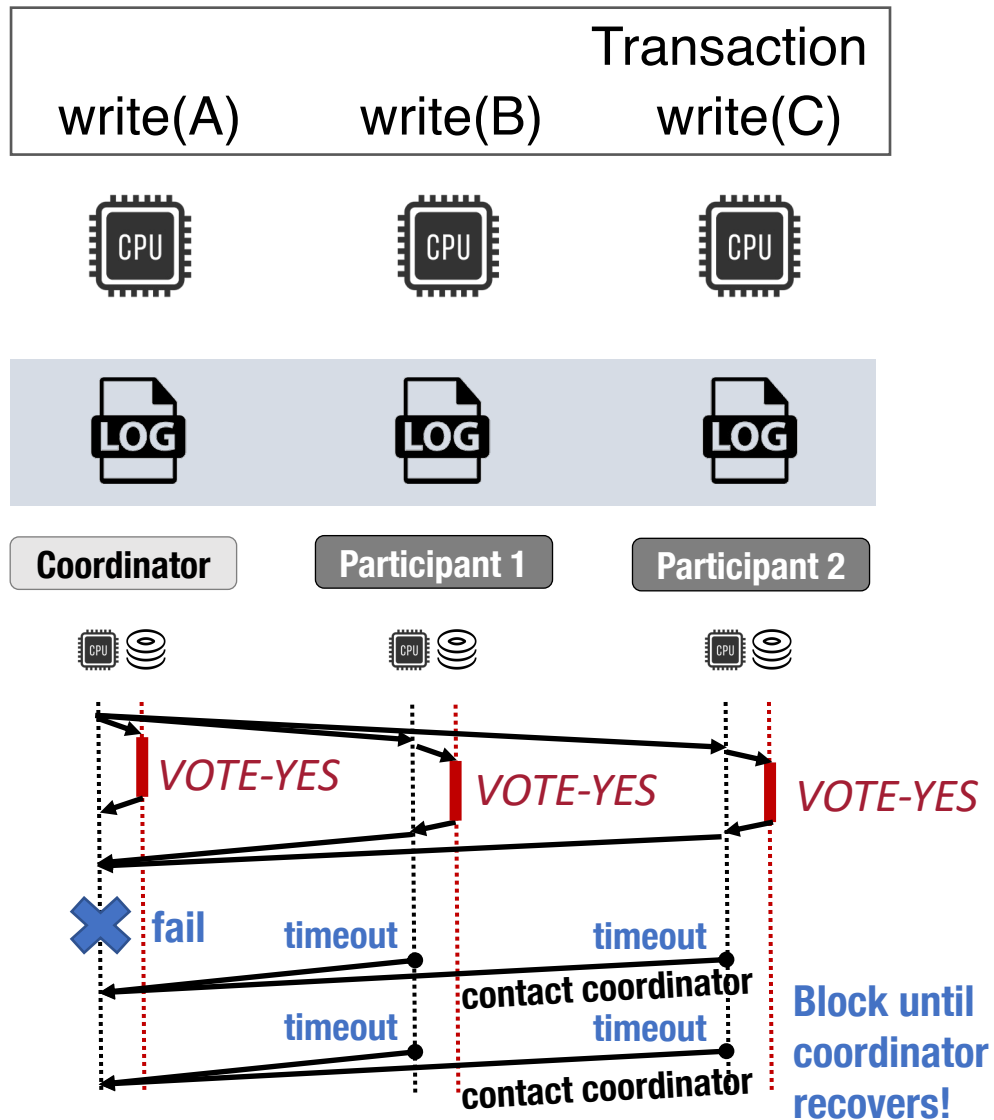 Transaction
write(A) write(B) write(C)
CPU CPU CPU
LOG LOG LOG
Coordinator Participant 1 Participant 2
CPU CPU CPU
VOTE-YES VOTE-YES VOTE-YES
fail timeout timeout
contact coordinator
Block until
coordinator
recovers!
timeout timeout
contact coordinator